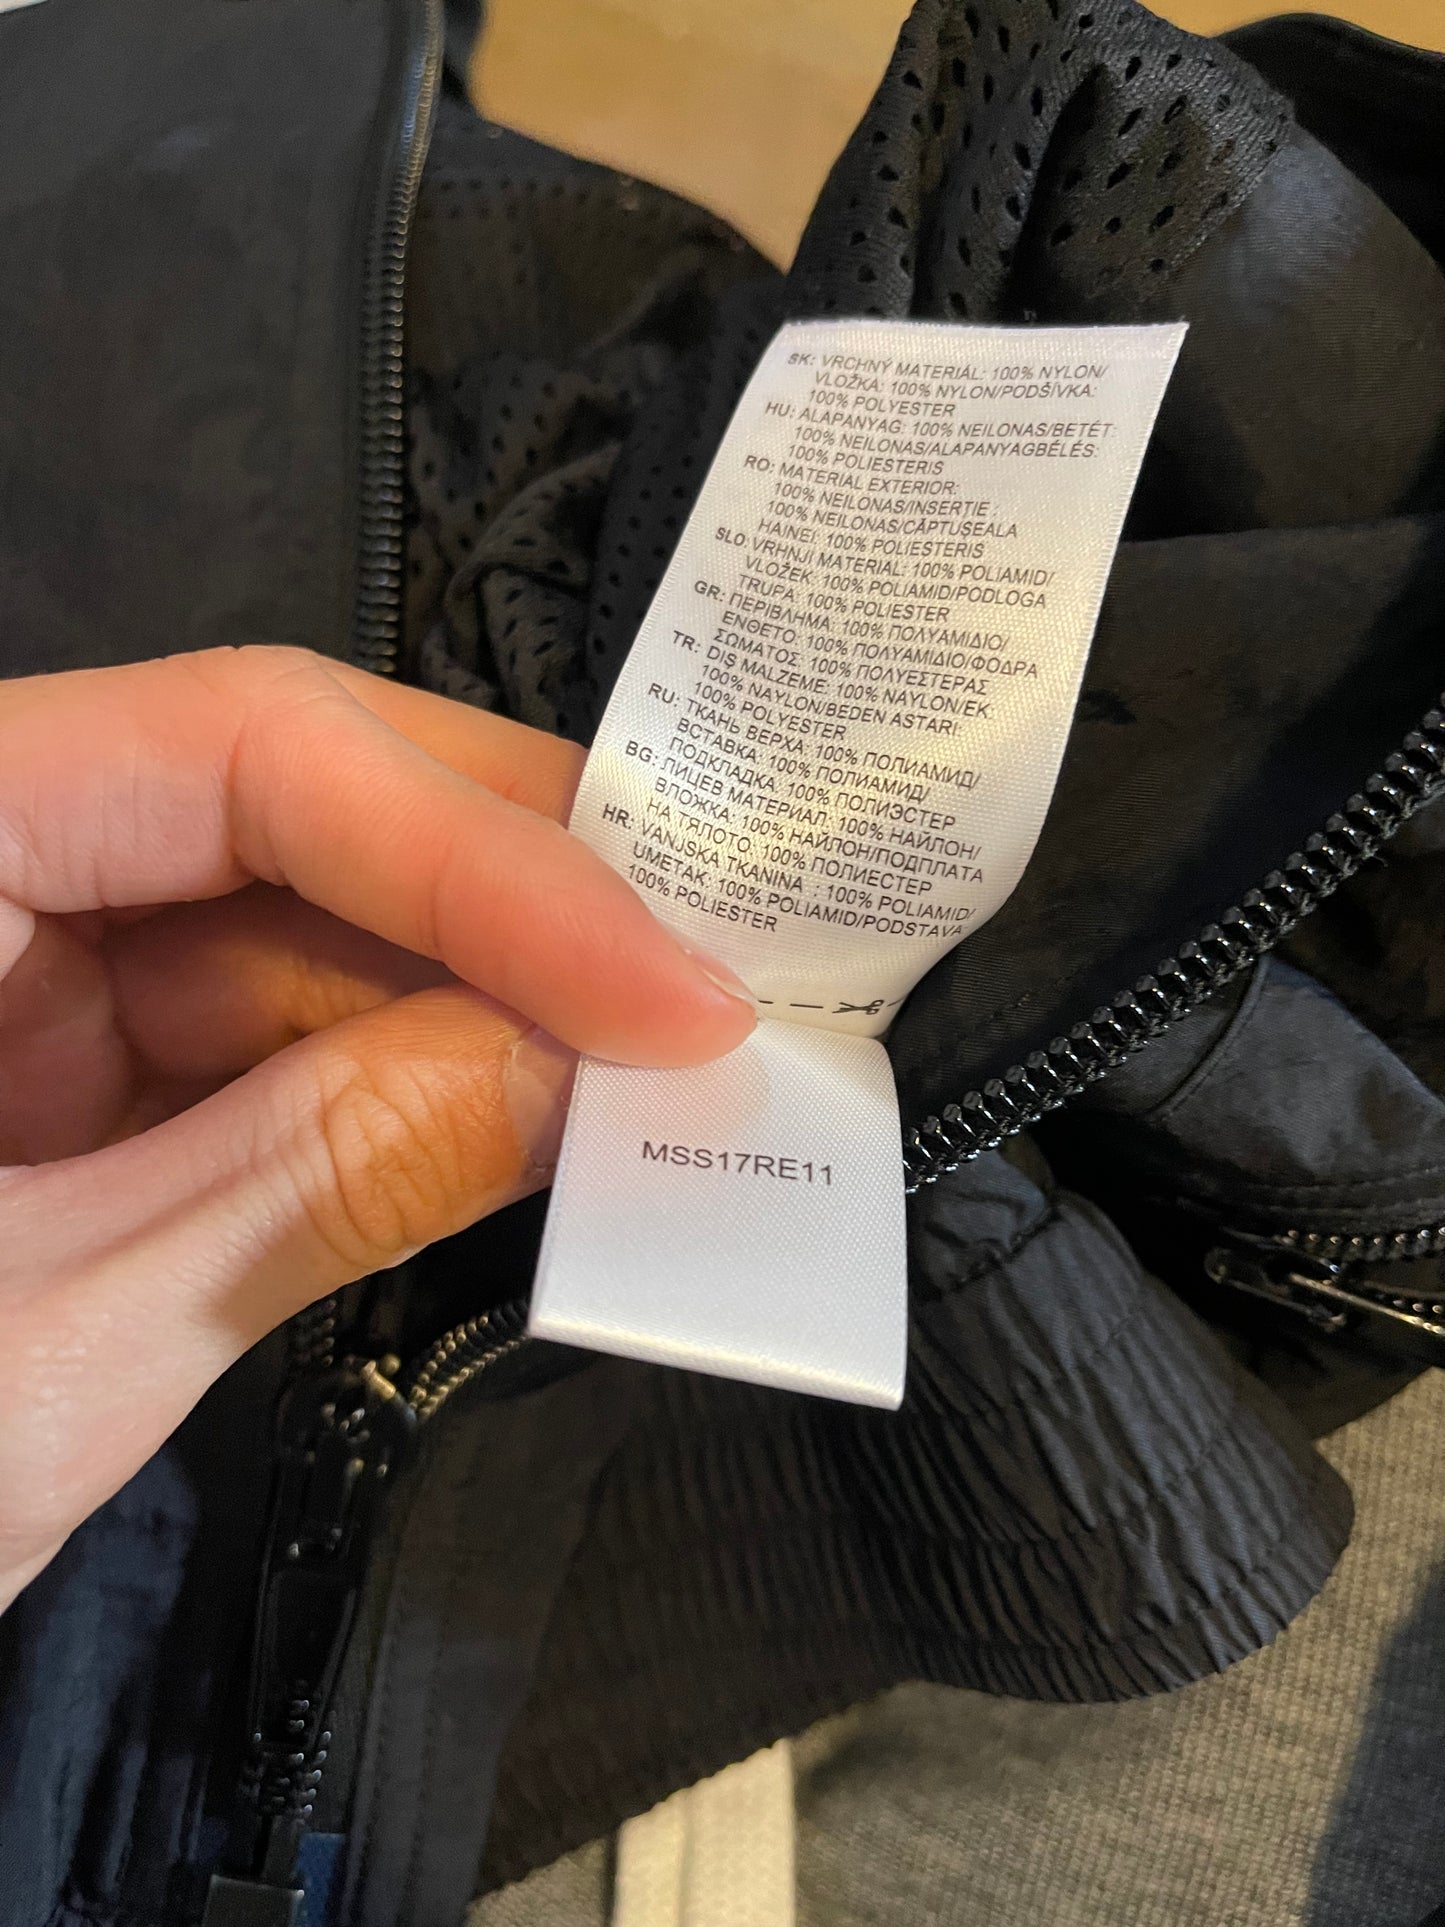 SK: VRCHNÝ MATERIÁL: 100% NYLON/
VLOŽKA: 100% NYLON/PODŠÍVKA:
100% POLYESTER
HU: ALAPANYAG: 100% NEILONAS/BETÉT:
100% NEILONAS/ALAPANYAGBÉLÉS:
100% POLIESTERIS
RO: MATERIAL EXTERIOR:
100% NEILONAS/INSERŢIE :
100% NEILONAS/CĂPTUŞEALA
HAINEI: 100% POLIESTERIS
SLO: VRHNJI MATERIAL: 100% POLIAMID/
VLOŽEK: 100% POLIAMID/PODLOGA
TRUPA: 100% POLIESTER
GR: ΠΕΡΙΒΛΗΜΑ: 100% ΠΟΛΥΑΜΙΔΙΟ/
ΕΝΘΕΤΟ: 100% ΠΟΛΥΑΜΙΔΙΟ/ΦΟΔΡΑ
ΣΩΜΑΤΟΣ: 100% ΠΟΛΥΕΣΤΕΡΑΣ
TR: DIŞ MALZEME: 100% NAYLON/EK:
100% NAYLON/BEDEN ASTARI:
100% POLYESTER
RU: ТКАНЬ ВЕРХА: 100% ПОЛИАМИД/
ВСТАВКА: 100% ПОЛИАМИД/
ПОДКЛАДКА: 100% ПОЛИЭСТЕР
BG: ЛИЦЕВ МАТЕРИАЛ: 100% НАЙЛОН/
ВЛОЖКА: 100% НАЙЛОН/ПОДПЛАТА
НА ТЯЛОТО: 100% ПОЛИЕСТЕР
HR: VANJSKA TKANINA : 100% POLIAMID/
UMETAK: 100% POLIAMID/PODSTAVA:
100% POLIESTER
MSS17RE11